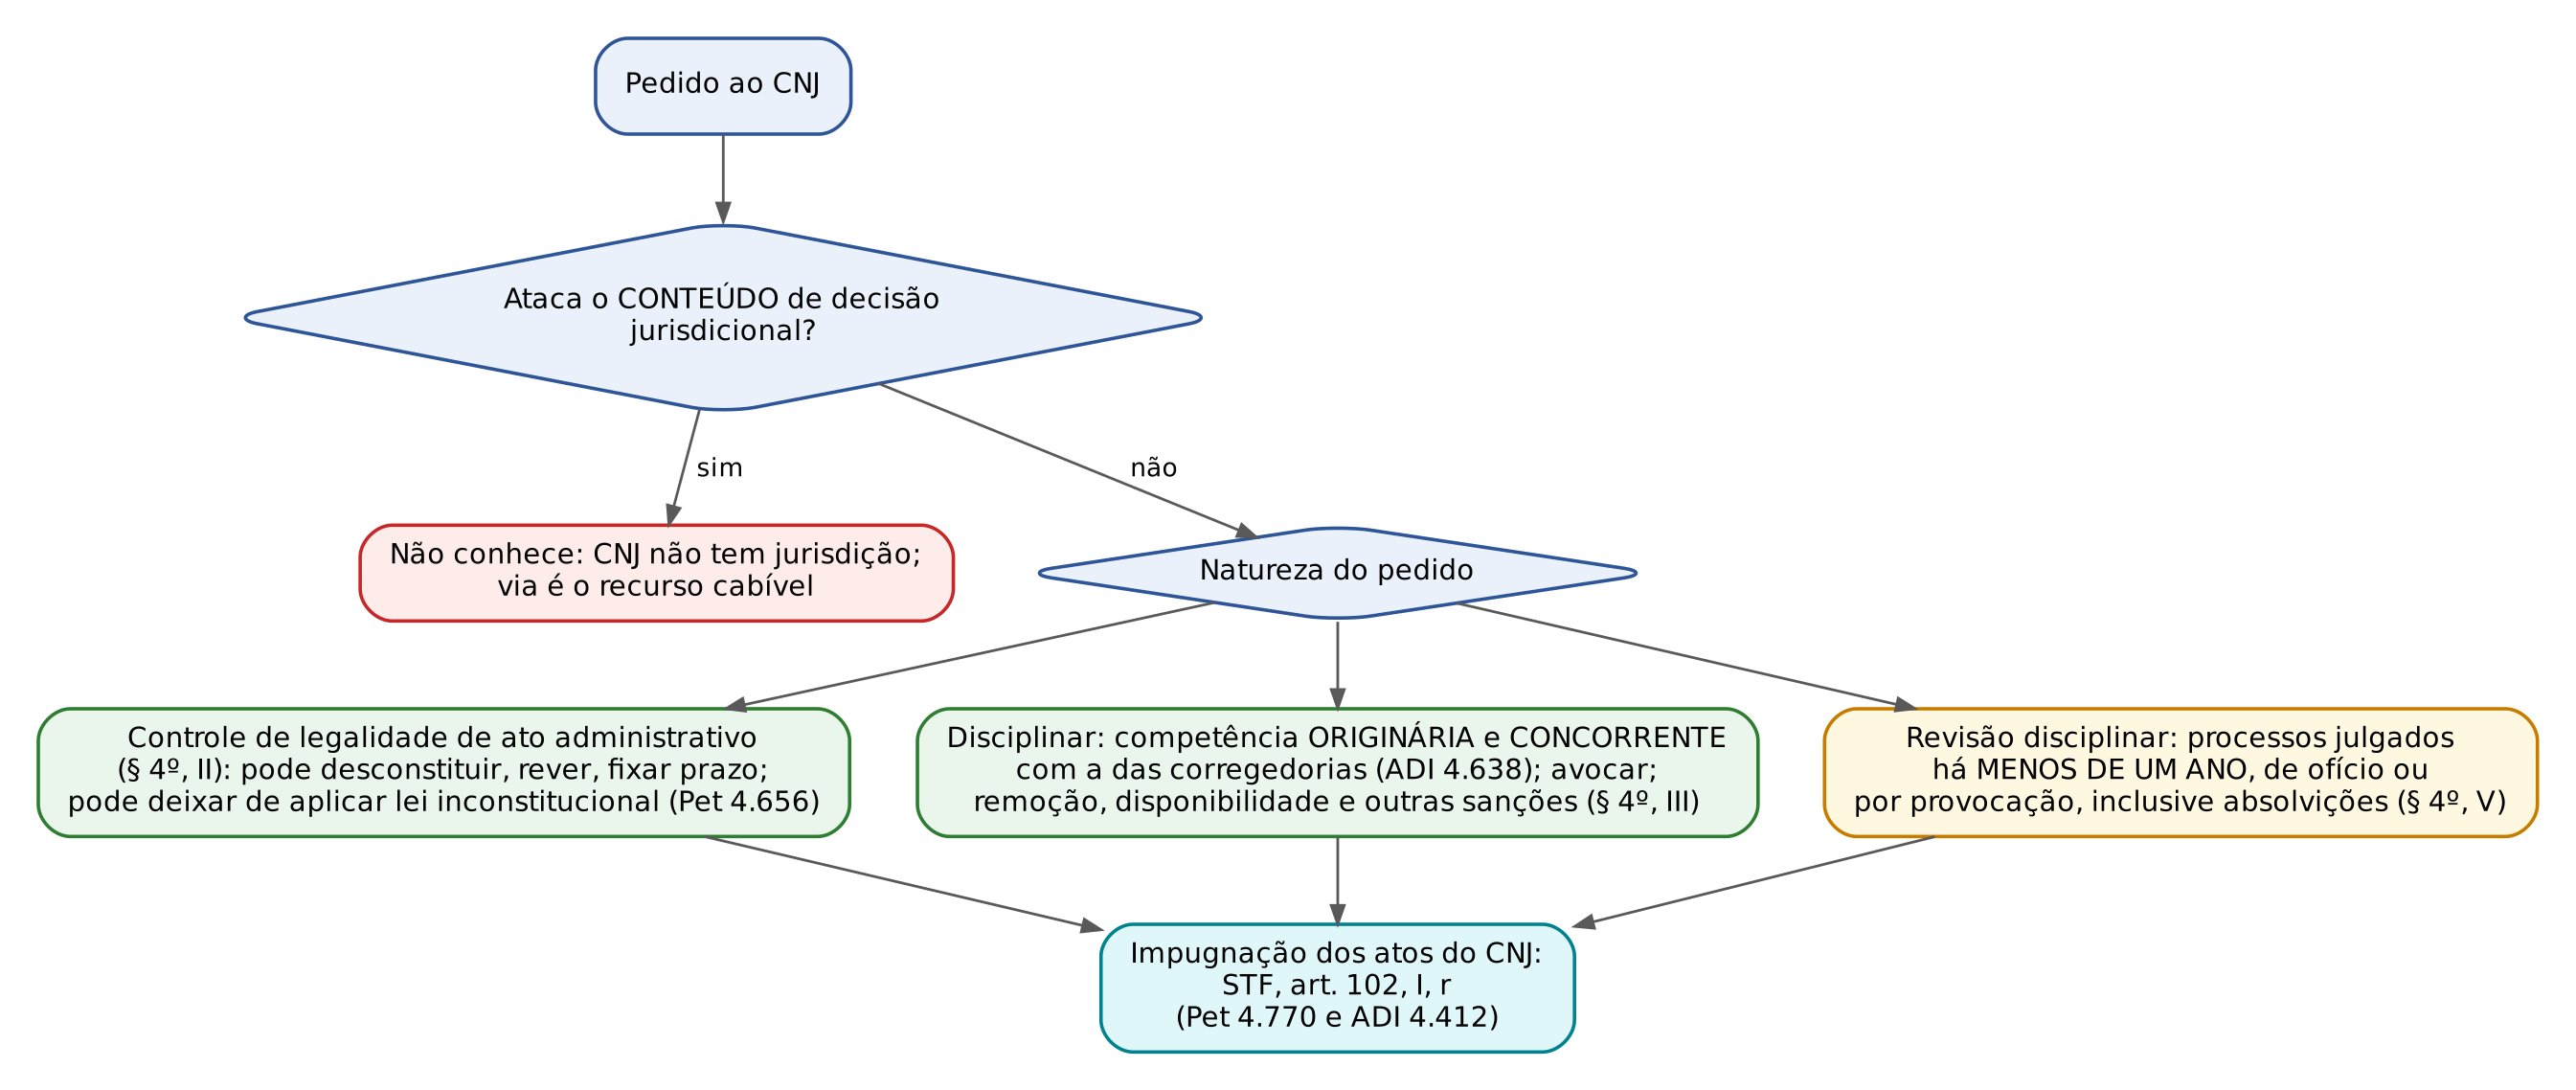 Pedido ao CNJ
Ataca o CONTEÚDO de decisão
jurisdicional?
sim
não
Não conhece: CNJ não tem jurisdição;
via é o recurso cabível
Natureza do pedido
Controle de legalidade de ato administrativo
(§ 4º, II): pode desconstituir, rever, fixar prazo;
pode deixar de aplicar lei inconstitucional (Pet 4.656)
Disciplinar: competência ORIGINÁRIA e CONCORRENTE
com a das corregedorias (ADI 4.638); avocar;
remoção, disponibilidade e outras sanções (§ 4º, III)
Revisão disciplinar: processos julgados
há MENOS DE UM ANO, de ofício ou
por provocação, inclusive absolvições (§ 4º, V)
Impugnação dos atos do CNJ:
STF, art. 102, I, r
(Pet 4.770 e ADI 4.412)